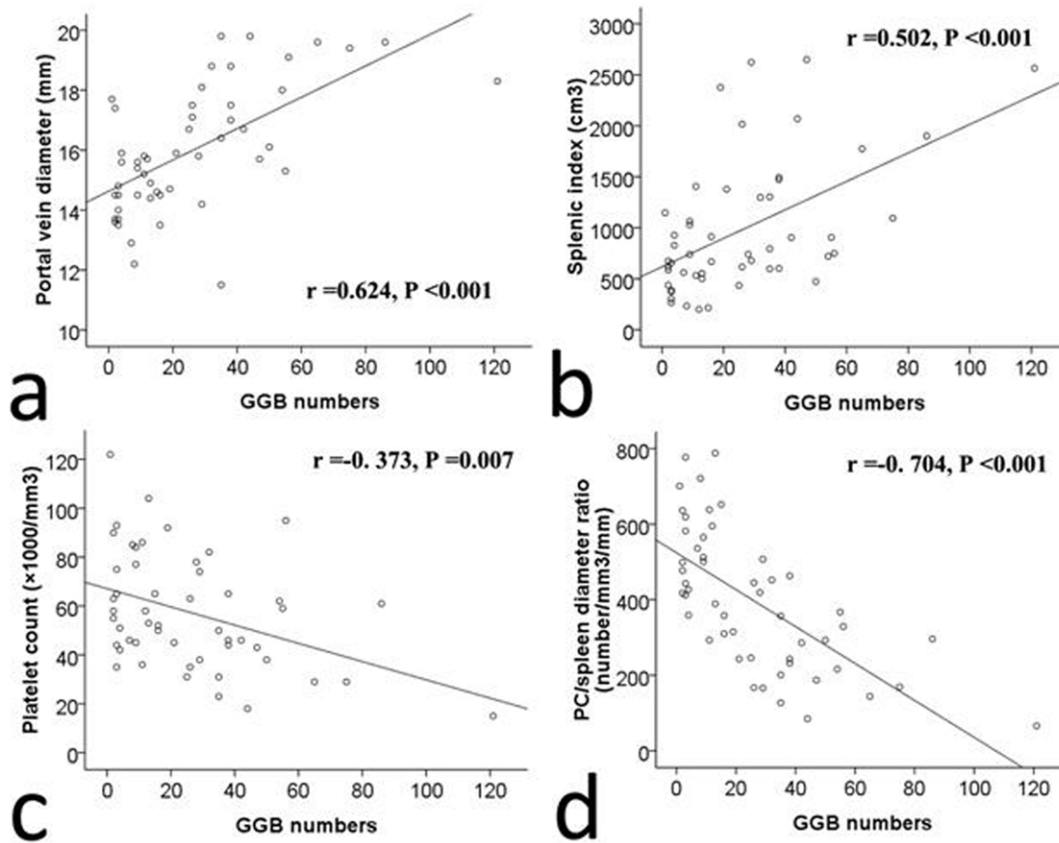 20
18
16
14
12
10
Portal vein diameter (mm)
r =0.624, P <0.001
0 20 40 60 80 100 120
GGB numbers
a
3000
2500
2000
1500
1000
500
0
Splenic index (cm3)
r =0.502, P <0.001
0 20 40 60 80 100 120
GGB numbers
b
120
100
80
60
40
20
0
Platelet count (×1000/mm3)
r =-0. 373, P =0.007
0 20 40 60 80 100 120
GGB numbers
c
800
600
400
200
0
PC/spleen diameter ratio
(number/mm3/mm)
r =-0. 704, P <0.001
0 20 40 60 80 100 120
GGB numbers
d